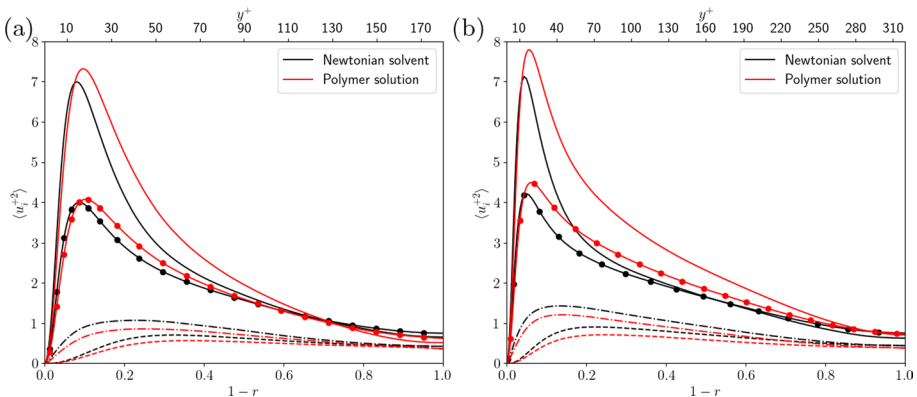 (a)
y⁺
10 30 50 70 90 110 130 150 170
8
7
6
5
4
3
2
1
0
⟨u_i^{+2}⟩
Newtonian solvent
Polymer solution
0.0 0.2 0.4 0.6 0.8 1.0
1 − r
(b)
y⁺
10 40 70 100 130 160 190 220 250 280 310
8
7
6
5
4
3
2
1
0
⟨u_i^{+2}⟩
Newtonian solvent
Polymer solution
0.0 0.2 0.4 0.6 0.8 1.0
1 − r